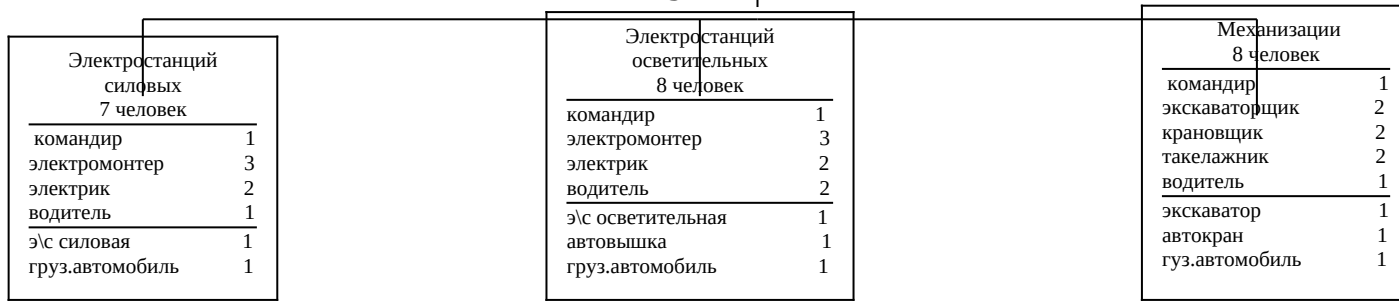 Электростанций
силовых
7 человек
командир 1
электромонтер 3
электрик 2
водитель 1
э\с силовая 1
груз.автомобиль 1
Электростанций
осветительных
8 человек
командир 1
электромонтер 3
электрик 2
водитель 2
э\с осветительная 1
автовышка 1
груз.автомобиль 1
Механизации
8 человек
командир 1
экскаваторщик 2
крановщик 2
такелажник 2
водитель 1
экскаватор 1
автокран 1
гуз.автомобиль 1